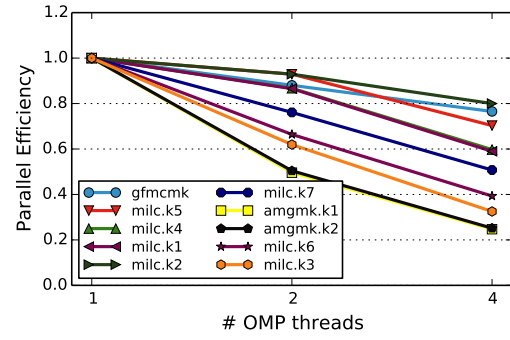 1.2
1.0
0.8
0.6
0.4
0.2
0.0
Parallel Efficiency
gfmcmk
milc.k5
milc.k4
milc.k1
milc.k2
milc.k7
amgmk.k1
amgmk.k2
milc.k6
milc.k3
1 2 4
# OMP threads